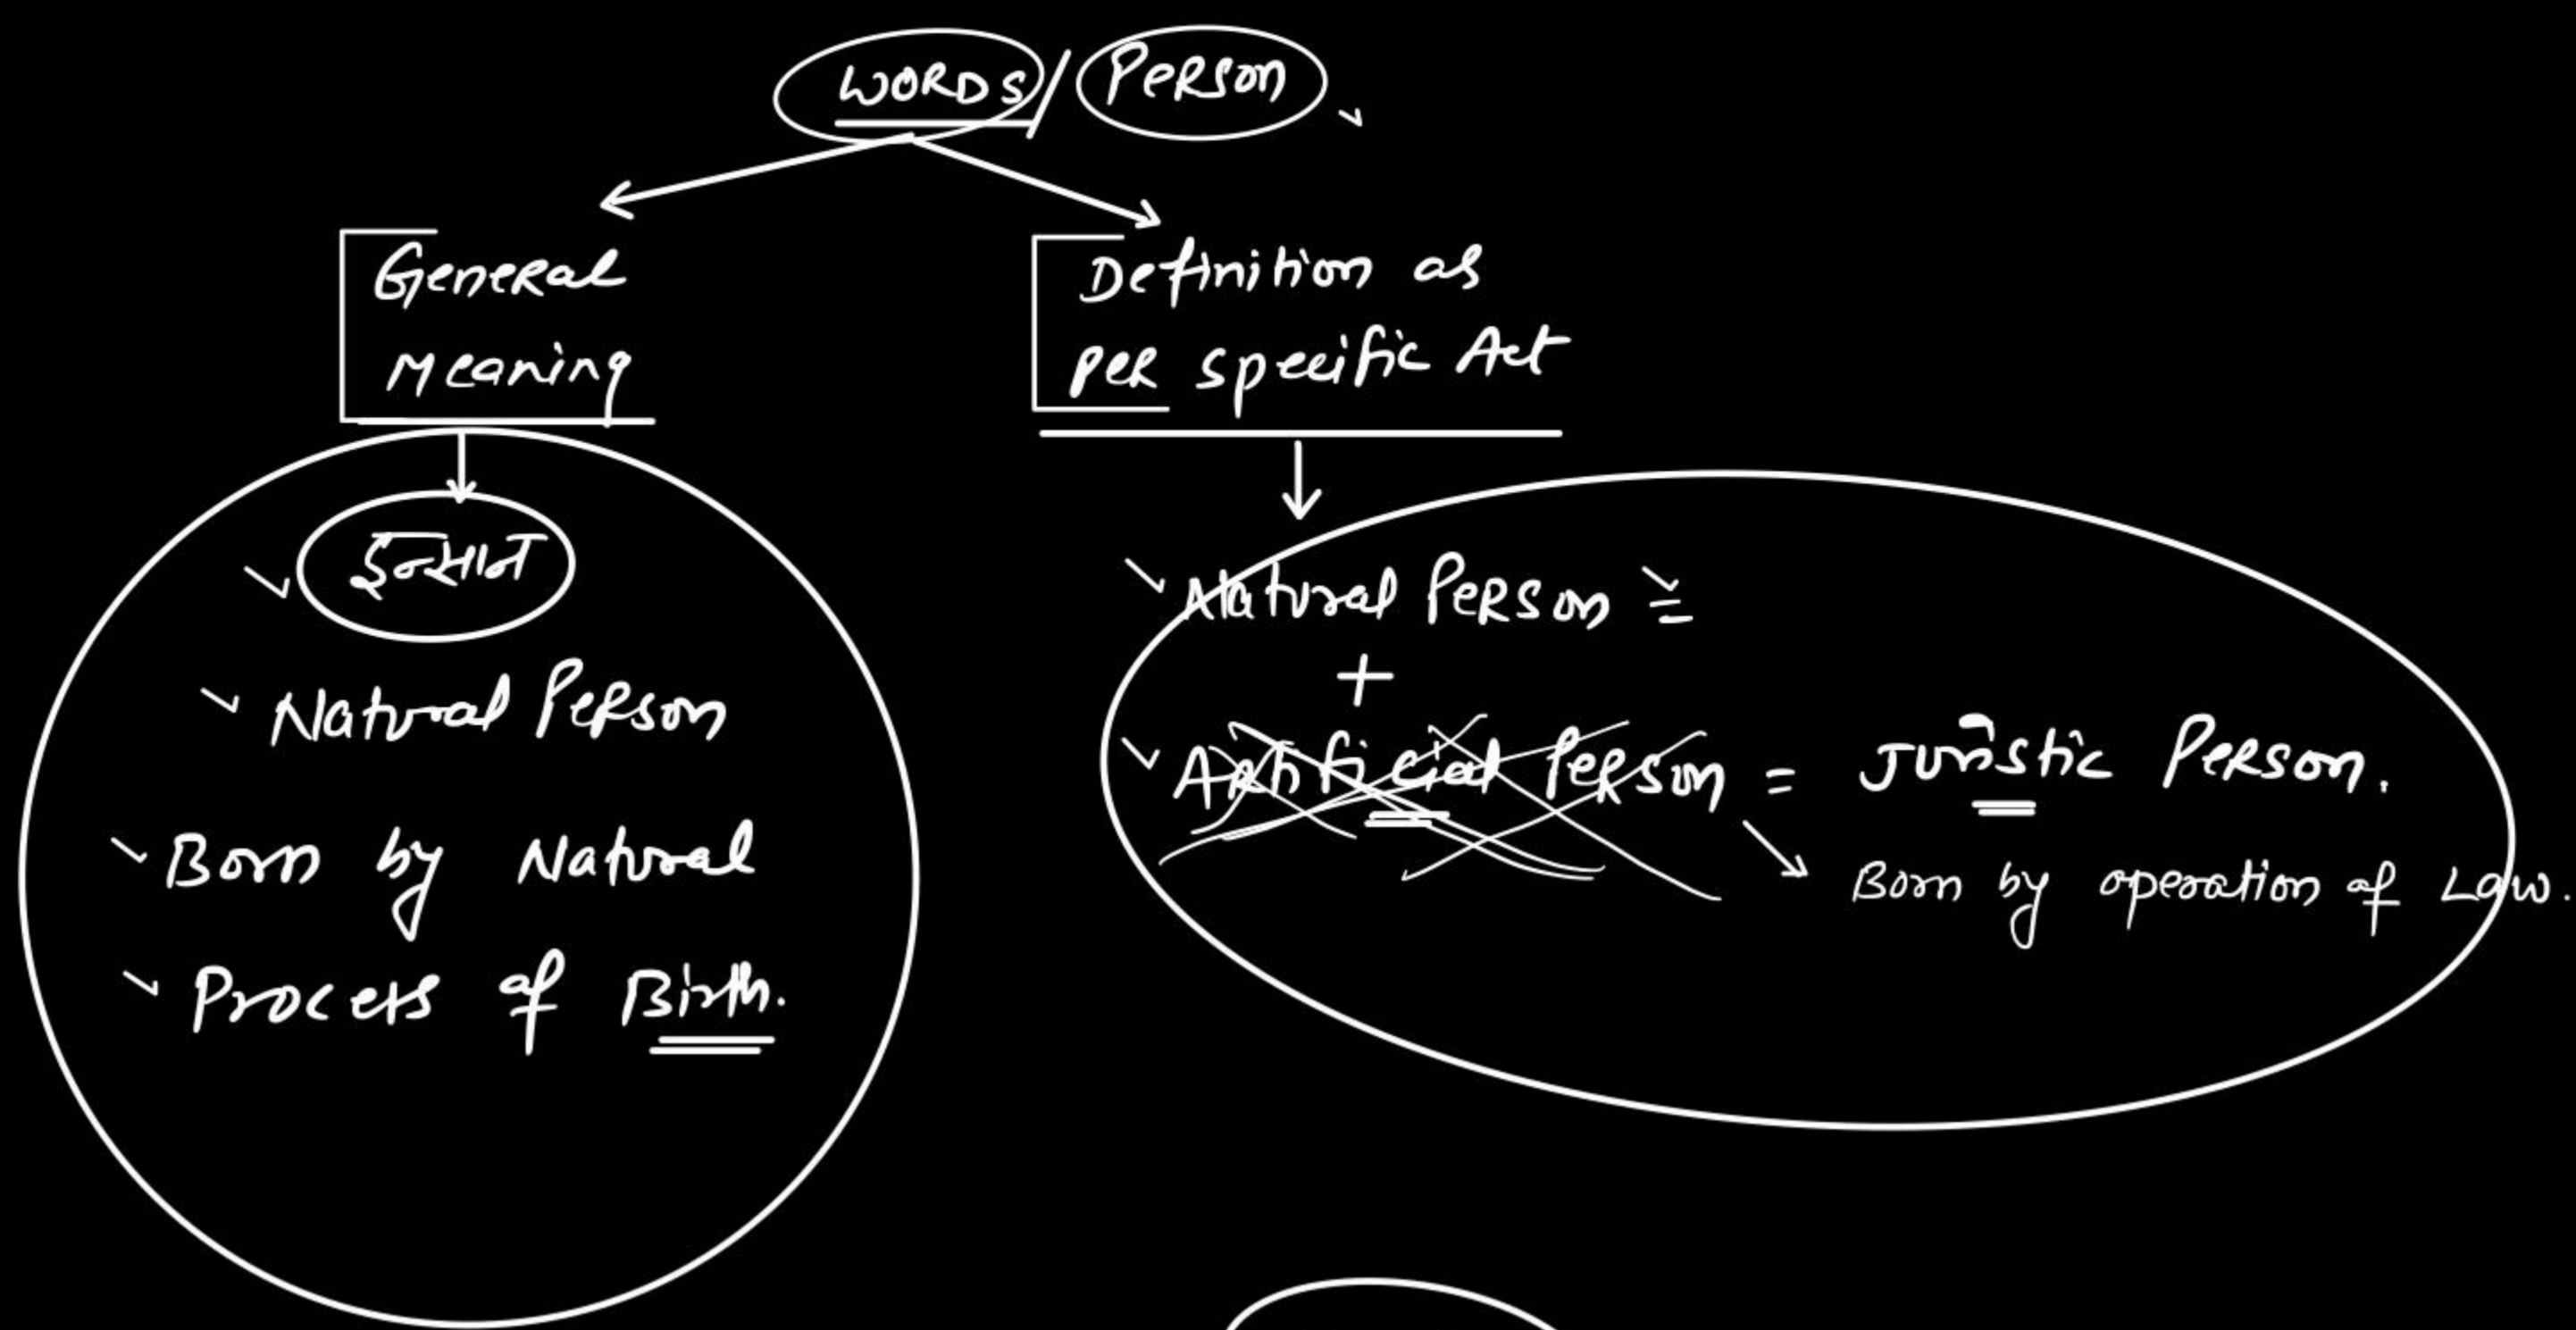 WORDS / Person
General
Meaning
Definition as
per specific Act
इन्सान
Natural Person
Born by Natural
Process of Birth.
Natural Person
+
Artificial Person = Juristic Person.
Born by operation of Law.